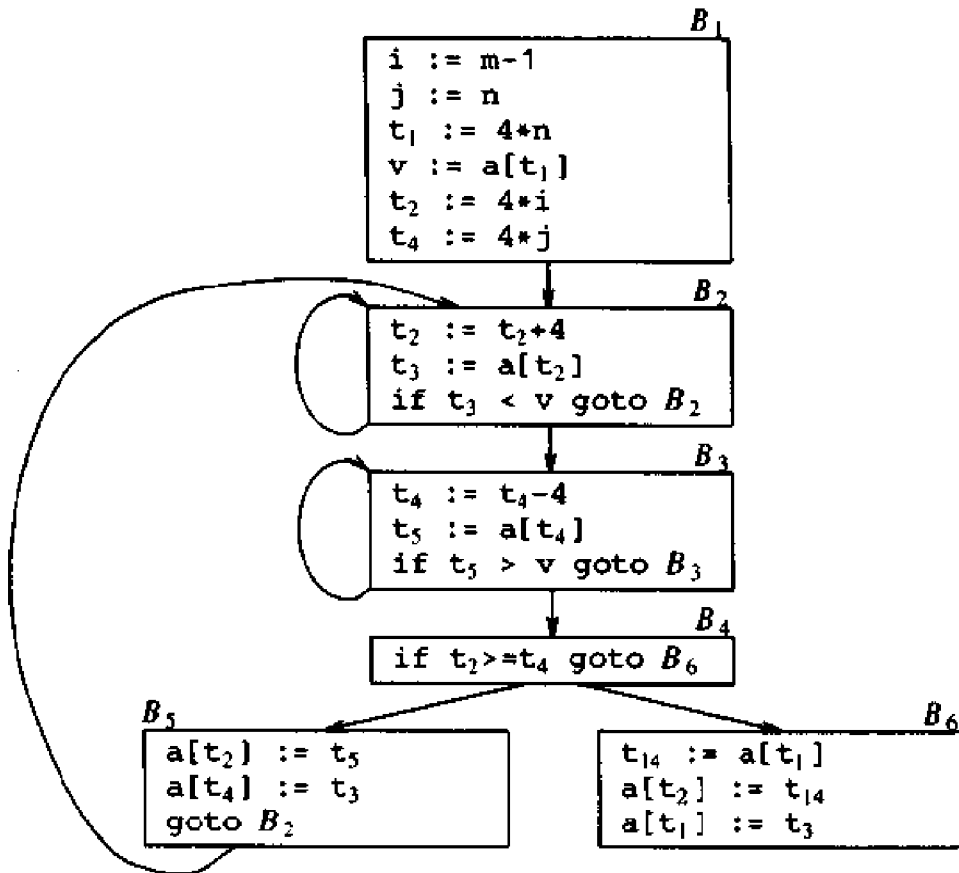 B₁
i := m-1
j := n
t₁ := 4*n
v := a[t₁]
t₂ := 4*i
t₄ := 4*j
B₂
t₂ := t₂+4
t₃ := a[t₂]
if t₃ < v goto B₂
B₃
t₄ := t₄-4
t₅ := a[t₄]
if t₅ > v goto B₃
B₄
if t₂>=t₄ goto B₆
B₅
a[t₂] := t₅
a[t₄] := t₃
goto B₂
B₆
t₁₄ := a[t₁]
a[t₂] := t₁₄
a[t₁] := t₃